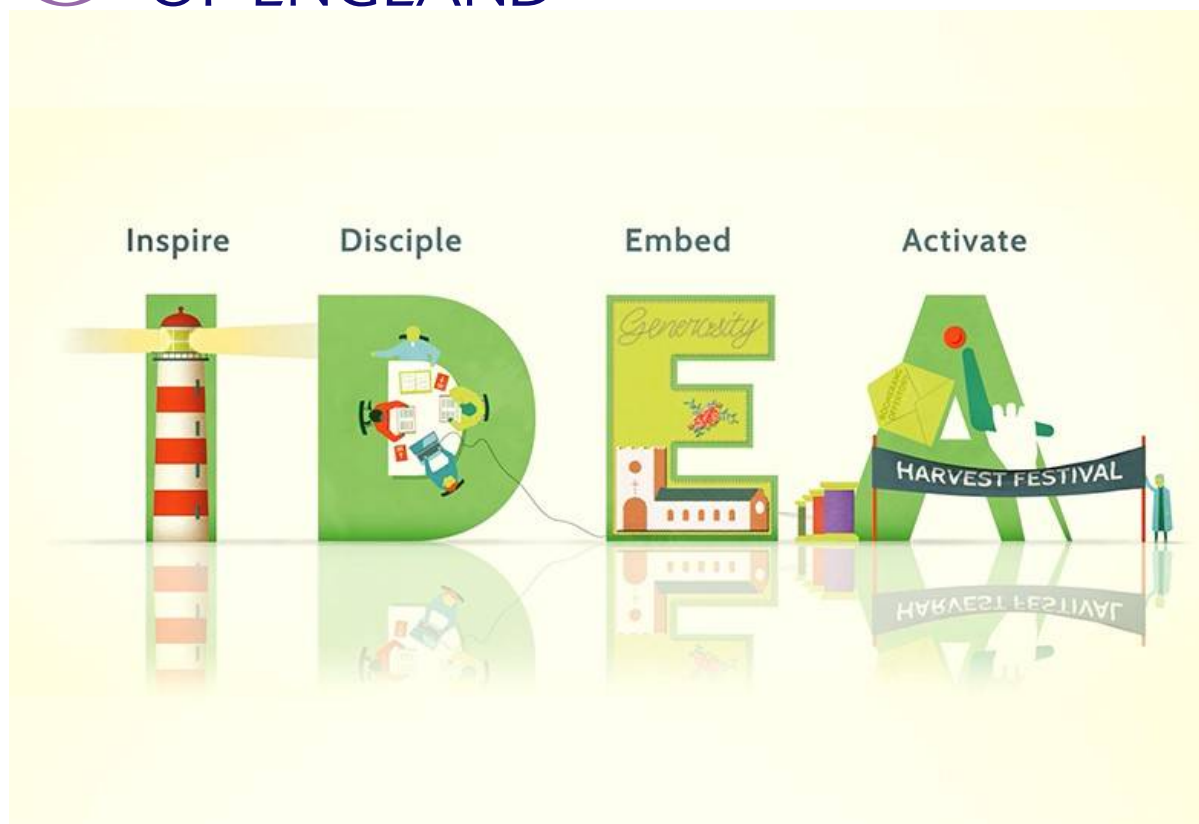 OF ENGLAND
Inspire Disciple Embed Activate
I D E A
Generosity
HARVEST FESTIVAL